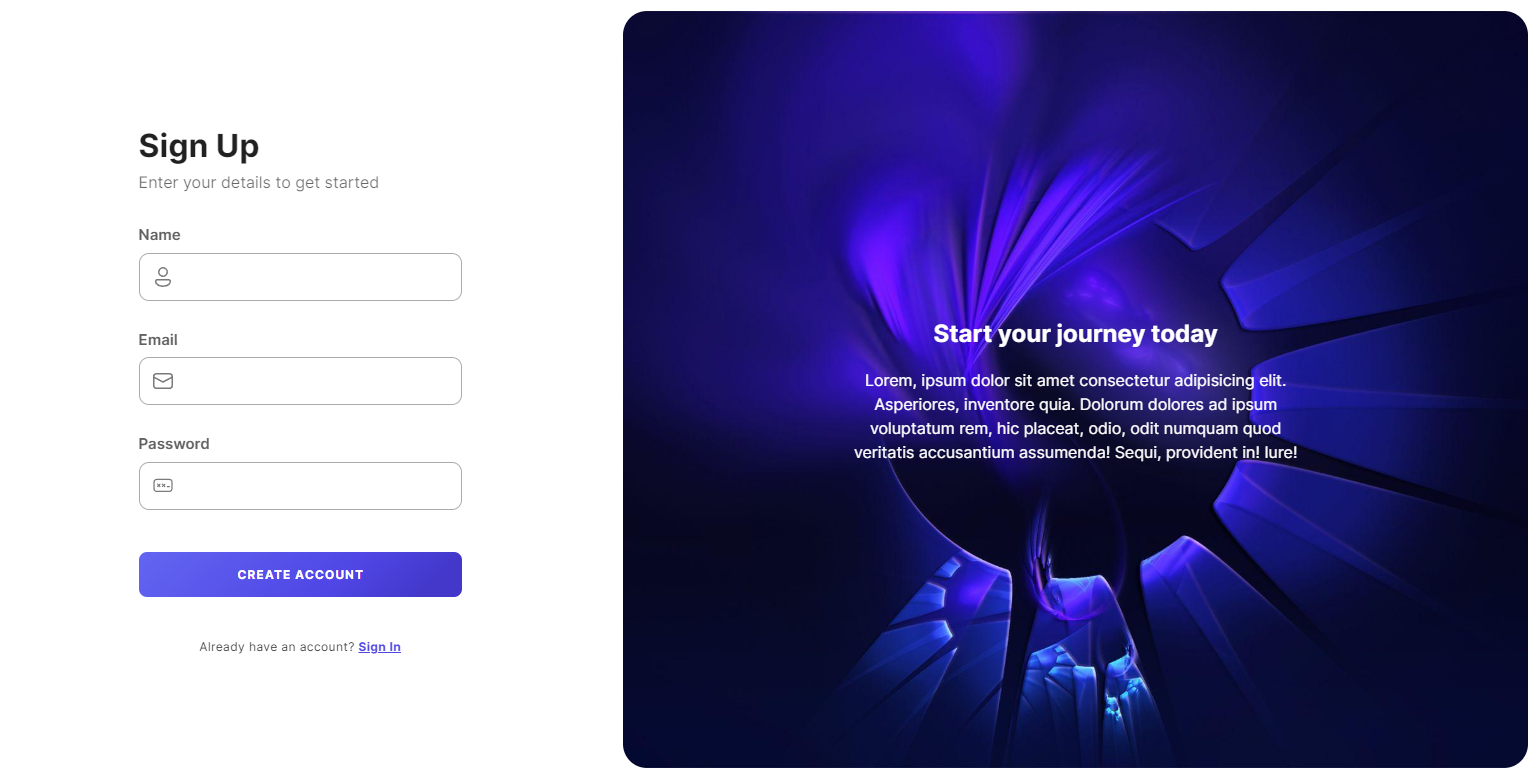 Sign Up
Enter your details to get started
Name
Email
Password
CREATE ACCOUNT
Already have an account? Sign In
Start your journey today
Lorem, ipsum dolor sit amet consectetur adipisicing elit.
Asperiores, inventore quia. Dolorum dolores ad ipsum
voluptatum rem, hic placeat, odio, odit numquam quod
veritatis accusantium assumenda! Sequi, provident in! Iure!